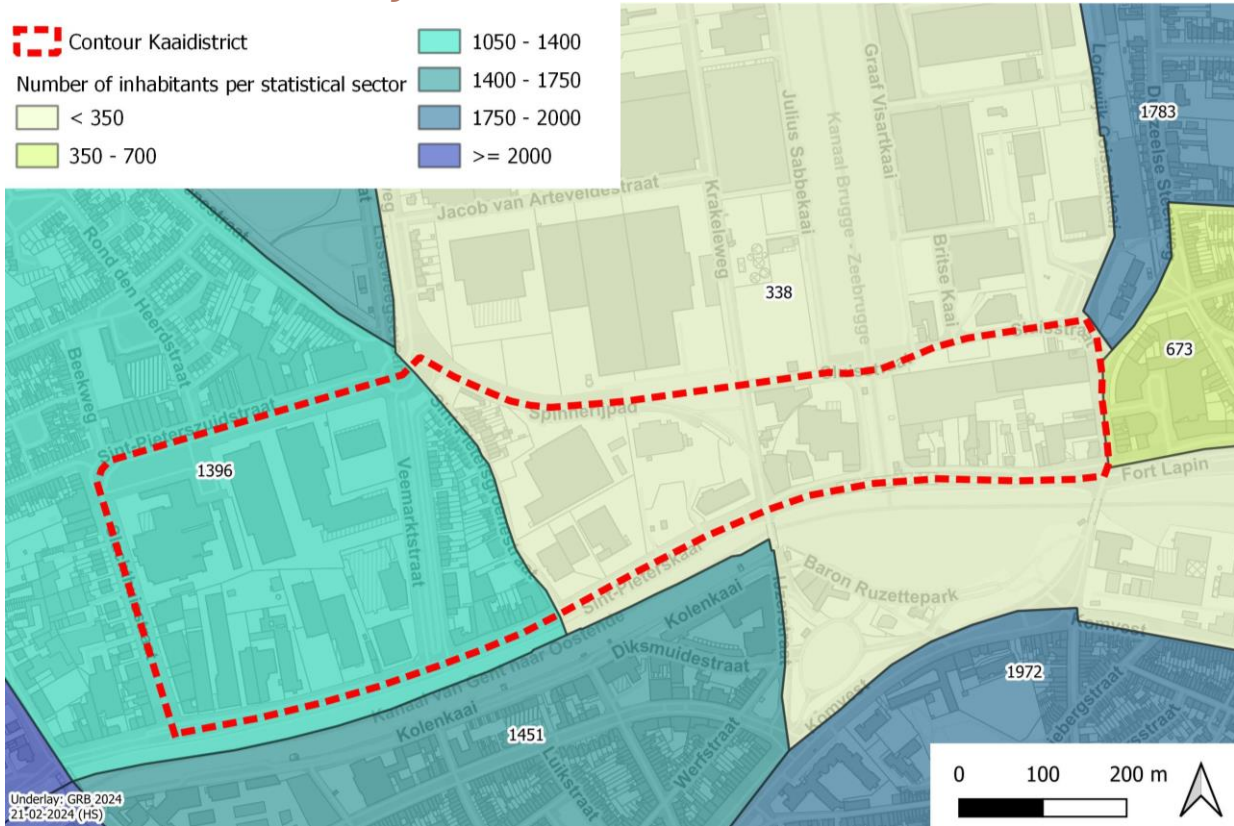 Contour Kaaidistrict
Number of inhabitants per statistical sector
< 350
350 - 700
1050 - 1400
1400 - 1750
1750 - 2000
>= 2000
1783
Jacob van Arteveldestraat
Krakeleweg
Julius Sabbekaai
Kanaal Brugge - Zeebrugge
Graaf Visartkaai
Britse Kaai
338
673
Rond den Heerdstraat
Beekweg
Sint-Pieterszuidstraat
Spinnerijpad
1396
Veemarktstraat
Fort Lapin
Sint-Pieterskaai
Baron Ruzettepark
Kolenkaai
Diksmuidestraat
IJzerstraat
Komvest
1972
Kanaal van Gent naar Oostende
Kolenkaai
1451
Komvest
Luikstraat
Werfstraat
0 100 200 m
Underlay: GRB 2024
21-02-2024 (HS)